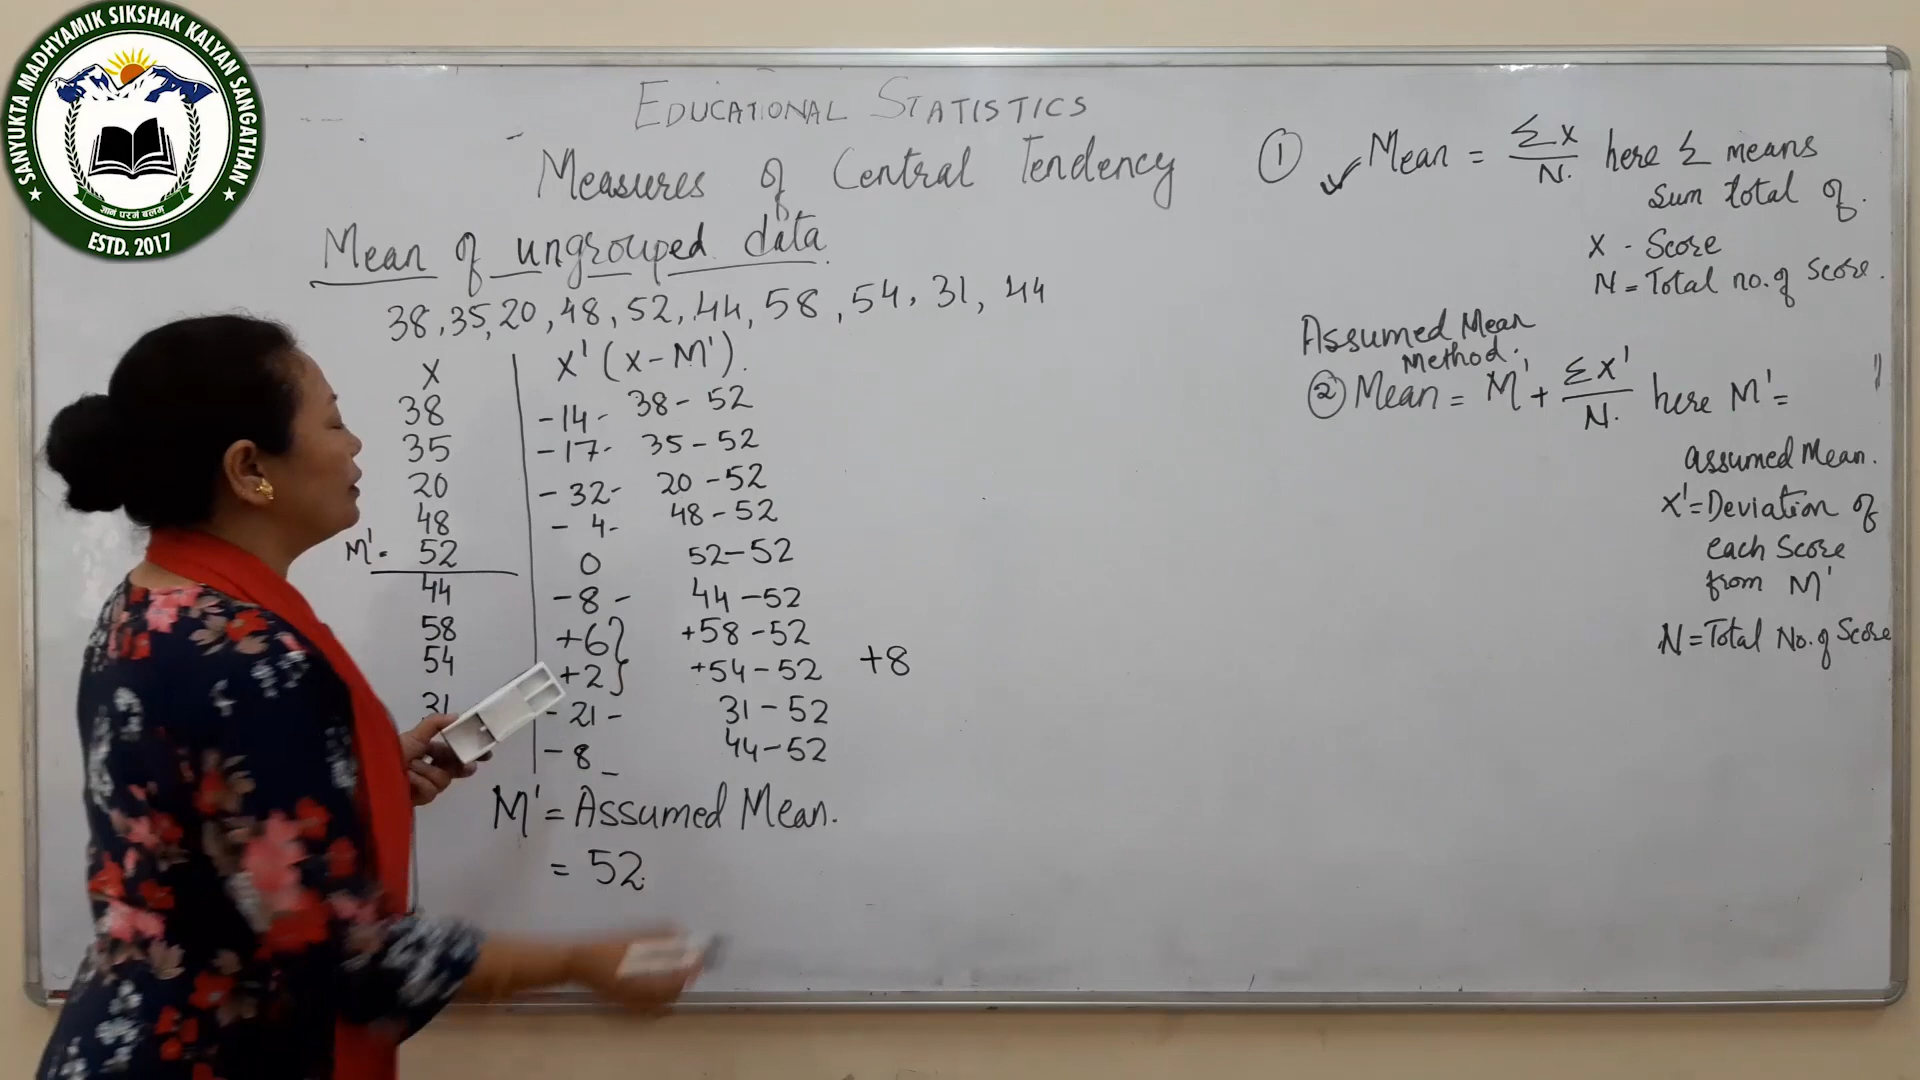 SANYUKTA MADHYAMIK SIKSHAK KALYAN SANGATHAN
ज्ञानं परमं बलम्
ESTD. 2017
EDUCATIONAL STATISTICS
Measures of Central Tendency
Mean of ungrouped data
38, 35, 20, 48, 52, 44, 58, 54, 31, 44
X X' (X - M').
38 -14- 38 - 52
35 -17- 35 - 52
20 -32- 20 - 52
48 - 4- 48 - 52
M'- 52 0 52 - 52
44 -8 - 44 - 52
58 +6} +58 - 52
54 +2} +54 - 52 +8
31 -21- 31 - 52
-8 - 44 - 52
M' = Assumed Mean.
= 52
① ✓ Mean = ΣX/N. here Σ means
Sum total of.
X - Score
N = Total no. of score.
Assumed Mean
Method.
② Mean = M' + ΣX'/N. here M' = "
assumed Mean.
X' = Deviation of
each Score
from M'
N = Total No. of Score